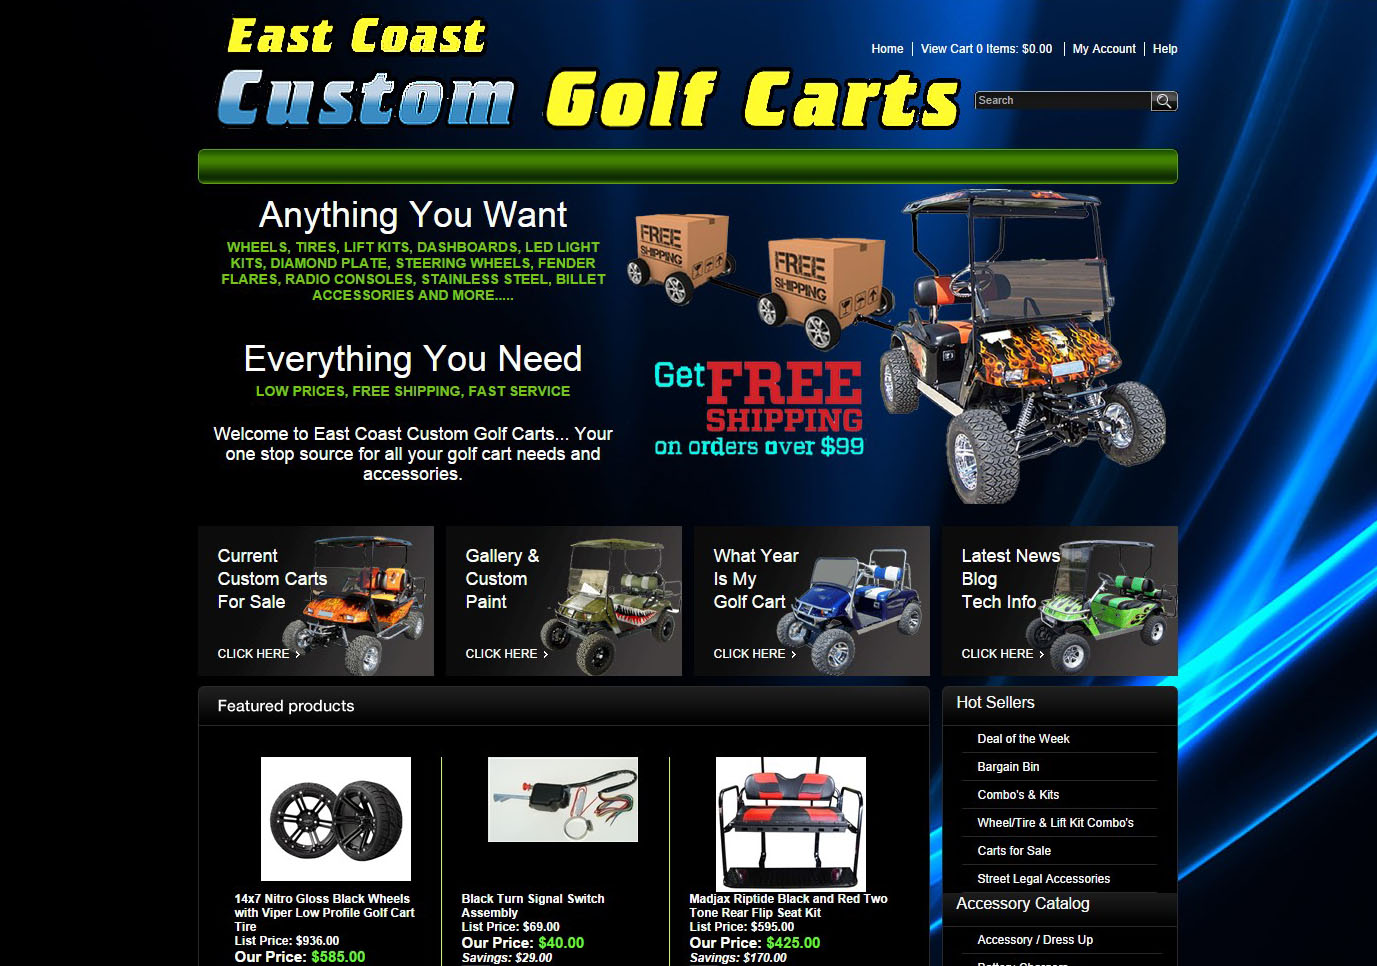 East Coast
Custom Golf Carts
Home
View Cart 0 Items: $0.00
My Account
Help
Search
Anything You Want
WHEELS, TIRES, LIFT KITS, DASHBOARDS, LED LIGHT
KITS, DIAMOND PLATE, STEERING WHEELS, FENDER
FLARES, RADIO CONSOLES, STAINLESS STEEL, BILLET
ACCESSORIES AND MORE.....
Everything You Need
LOW PRICES, FREE SHIPPING, FAST SERVICE
Welcome to East Coast Custom Golf Carts... Your
one stop source for all your golf cart needs and
accessories.
FREE
SHIPPING
FREE
SHIPPING
Get FREE
SHIPPING
on orders over $99
Current
Custom Carts
For Sale
CLICK HERE
Gallery &
Custom
Paint
CLICK HERE
What Year
Is My
Golf Cart
CLICK HERE
Latest News
Blog
Tech Info
CLICK HERE
Featured products
14x7 Nitro Gloss Black Wheels
with Viper Low Profile Golf Cart
Tire
List Price: $936.00
Our Price: $585.00
Black Turn Signal Switch
Assembly
List Price: $69.00
Our Price: $40.00
Savings: $29.00
Madjax Riptide Black and Red Two
Tone Rear Flip Seat Kit
List Price: $595.00
Our Price: $425.00
Savings: $170.00
Hot Sellers
Deal of the Week
Bargain Bin
Combo's & Kits
Wheel/Tire & Lift Kit Combo's
Carts for Sale
Street Legal Accessories
Accessory Catalog
Accessory / Dress Up